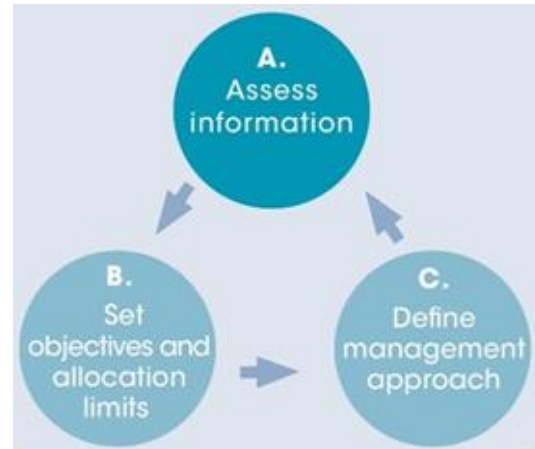 A.
Assess
information
B.
Set
objectives and
allocation
limits
C.
Define
management
approach